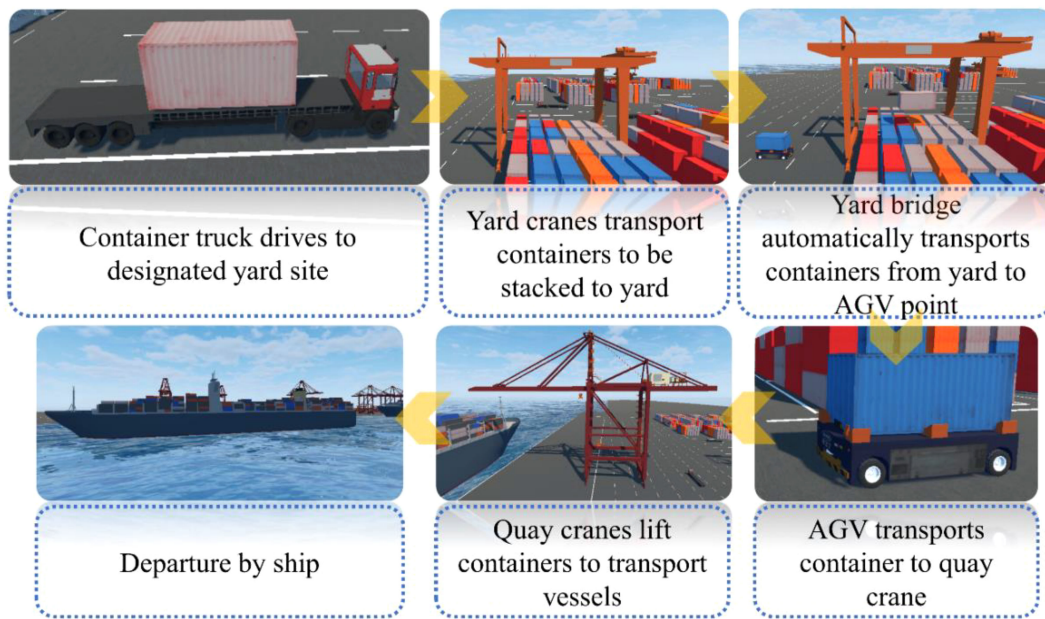 Container truck drives to
designated yard site
Yard cranes transport
containers to be
stacked to yard
Yard bridge
automatically transports
containers from yard to
AGV point
Departure by ship
Quay cranes lift
containers to transport
vessels
AGV transports
container to quay
crane